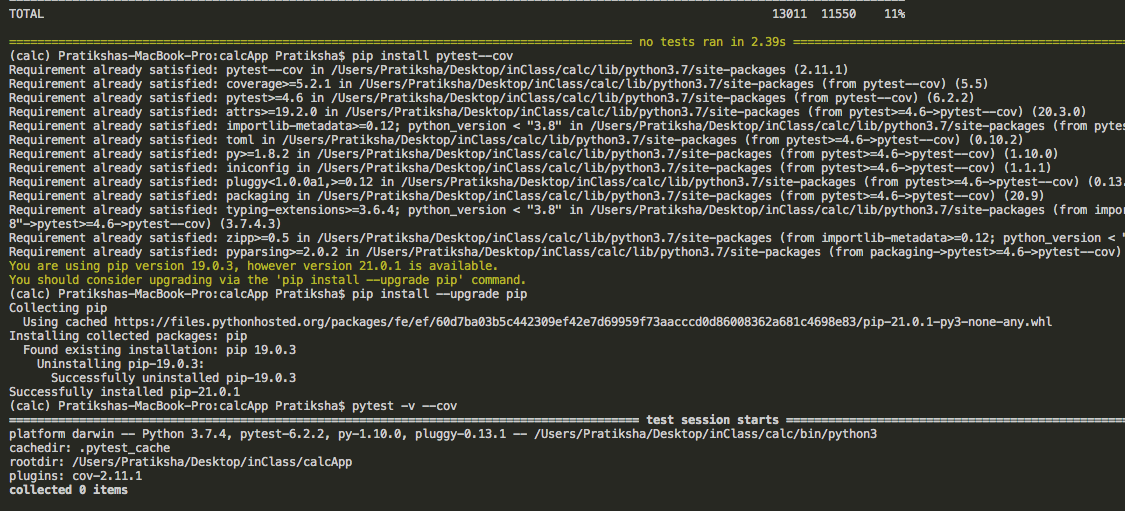 TOTAL 13011 11550 11%
no tests ran in 2.39s
(calc) Pratikshas-MacBook-Pro:calcApp Pratiksha$ pip install pytest--cov
Requirement already satisfied: pytest--cov in /Users/Pratiksha/Desktop/inClass/calc/lib/python3.7/site-packages (2.11.1)
Requirement already satisfied: coverage>=5.2.1 in /Users/Pratiksha/Desktop/inClass/calc/lib/python3.7/site-packages (from pytest--cov) (5.5)
Requirement already satisfied: pytest>=4.6 in /Users/Pratiksha/Desktop/inClass/calc/lib/python3.7/site-packages (from pytest--cov) (6.2.2)
Requirement already satisfied: attrs>=19.2.0 in /Users/Pratiksha/Desktop/inClass/calc/lib/python3.7/site-packages (from pytest>=4.6->pytest--cov) (20.3.0)
Requirement already satisfied: importlib-metadata>=0.12; python_version < "3.8" in /Users/Pratiksha/Desktop/inClass/calc/lib/python3.7/site-packages (from pytes
Requirement already satisfied: toml in /Users/Pratiksha/Desktop/inClass/calc/lib/python3.7/site-packages (from pytest>=4.6->pytest--cov) (0.10.2)
Requirement already satisfied: py>=1.8.2 in /Users/Pratiksha/Desktop/inClass/calc/lib/python3.7/site-packages (from pytest>=4.6->pytest--cov) (1.10.0)
Requirement already satisfied: iniconfig in /Users/Pratiksha/Desktop/inClass/calc/lib/python3.7/site-packages (from pytest>=4.6->pytest--cov) (1.1.1)
Requirement already satisfied: pluggy<1.0.0a1,>=0.12 in /Users/Pratiksha/Desktop/inClass/calc/lib/python3.7/site-packages (from pytest>=4.6->pytest--cov) (0.13.
Requirement already satisfied: packaging in /Users/Pratiksha/Desktop/inClass/calc/lib/python3.7/site-packages (from pytest>=4.6->pytest--cov) (20.9)
Requirement already satisfied: typing-extensions>=3.6.4; python_version < "3.8" in /Users/Pratiksha/Desktop/inClass/calc/lib/python3.7/site-packages (from impor
8"->pytest>=4.6->pytest--cov) (3.7.4.3)
Requirement already satisfied: zipp>=0.5 in /Users/Pratiksha/Desktop/inClass/calc/lib/python3.7/site-packages (from importlib-metadata>=0.12; python_version < "
Requirement already satisfied: pyparsing>=2.0.2 in /Users/Pratiksha/Desktop/inClass/calc/lib/python3.7/site-packages (from packaging->pytest>=4.6->pytest--cov)
You are using pip version 19.0.3, however version 21.0.1 is available.
You should consider upgrading via the 'pip install --upgrade pip' command.
(calc) Pratikshas-MacBook-Pro:calcApp Pratiksha$ pip install --upgrade pip
Collecting pip
Using cached https://files.pythonhosted.org/packages/fe/ef/60d7ba03b5c442309ef42e7d69959f73aacccd0d86008362a681c4698e83/pip-21.0.1-py3-none-any.whl
Installing collected packages: pip
Found existing installation: pip 19.0.3
Uninstalling pip-19.0.3:
Successfully uninstalled pip-19.0.3
Successfully installed pip-21.0.1
(calc) Pratikshas-MacBook-Pro:calcApp Pratiksha$ pytest -v --cov
test session starts
platform darwin -- Python 3.7.4, pytest-6.2.2, py-1.10.0, pluggy-0.13.1 -- /Users/Pratiksha/Desktop/inClass/calc/bin/python3
cachedir: .pytest_cache
rootdir: /Users/Pratiksha/Desktop/inClass/calcApp
plugins: cov-2.11.1
collected 0 items